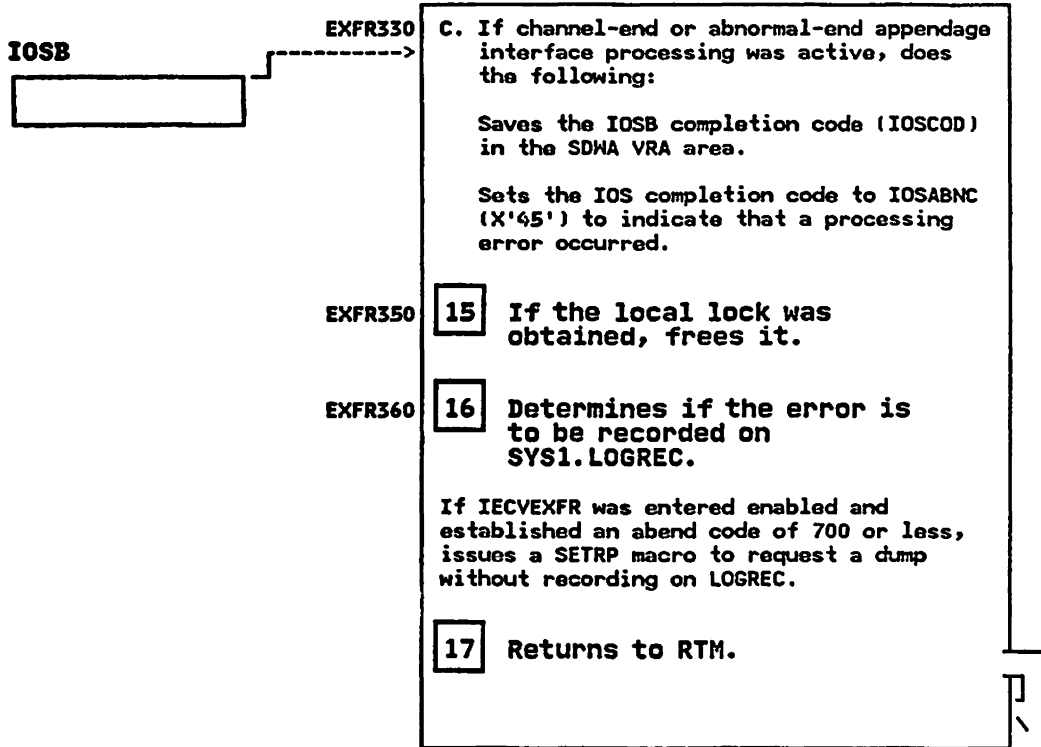 EXFR330
IOSB
C. If channel-end or abnormal-end appendage
interface processing was active, does
the following:
Saves the IOSB completion code (IOSCOD)
in the SDWA VRA area.
Sets the IOS completion code to IOSABNC
(X'45') to indicate that a processing
error occurred.
EXFR350
15 If the local lock was
obtained, frees it.
EXFR360
16 Determines if the error is
to be recorded on
SYS1.LOGREC.
If IECVEXFR was entered enabled and
established an abend code of 700 or less,
issues a SETRP macro to request a dump
without recording on LOGREC.
17 Returns to RTM.